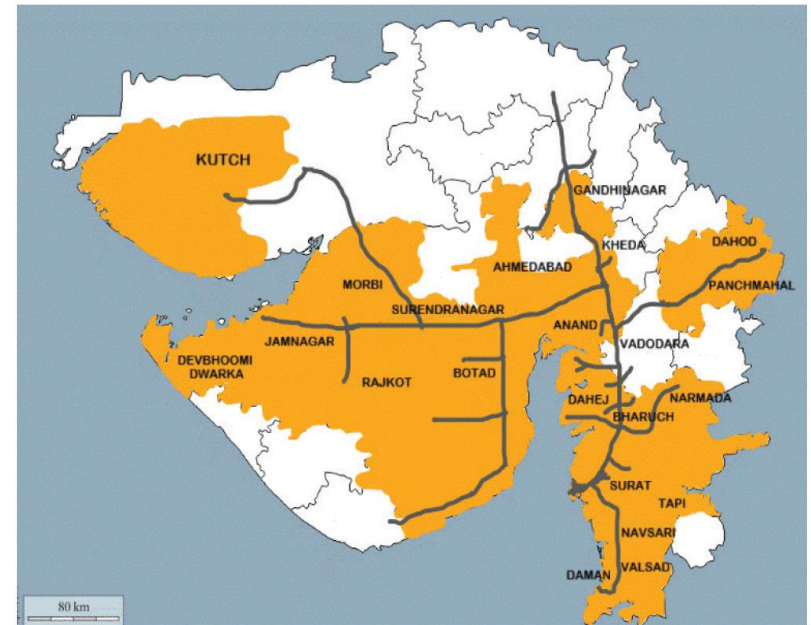 KUTCH
GANDHINAGAR
KHEDA
DAHOD
AHMEDABAD
MORBI
PANCHMAHAL
SURENDRANAGAR
ANAND
JAMNAGAR
VADODARA
DEVBHOOMI
DWARKA
RAJKOT
BOTAD
DAHEJ
NARMADA
BHARUCH
SURAT
TAPI
NAVSARI
DAMAN
VALSAD
80 km